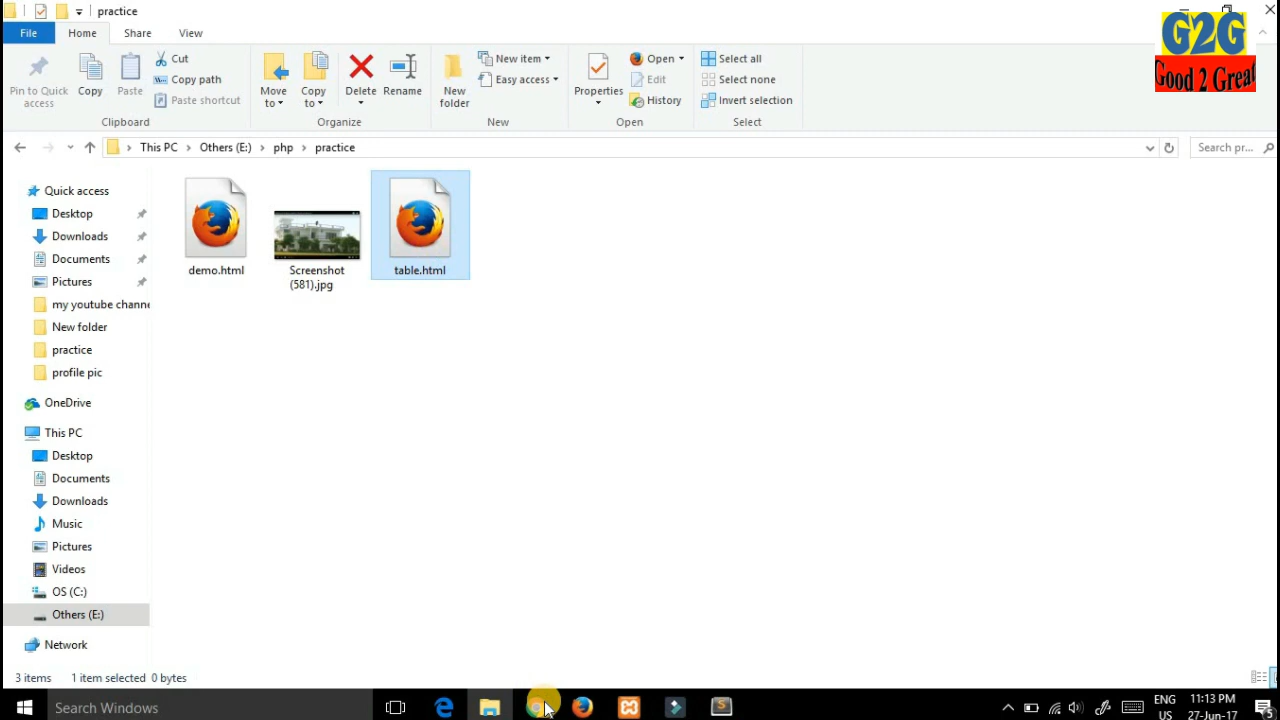 practice
G2G
Good 2 Great
File
Home
Share
View
Pin to Quick
access
Copy
Paste
Cut
Copy path
Paste shortcut
Clipboard
Move
to
Copy
to
Delete
Rename
Organize
New
folder
New item
Easy access
New
Properties
Open
Edit
History
Open
Select all
Select none
Invert selection
Select
This PC
Others (E:)
php
practice
Search pr...
Quick access
Desktop
Downloads
Documents
Pictures
my youtube channe
New folder
practice
profile pic
OneDrive
This PC
Desktop
Documents
Downloads
Music
Pictures
Videos
OS (C:)
Others (E:)
Network
demo.html
Screenshot
(581).jpg
table.html
3 items
1 item selected 0 bytes
Search Windows
ENG
US
11:13 PM
27-Jun-17